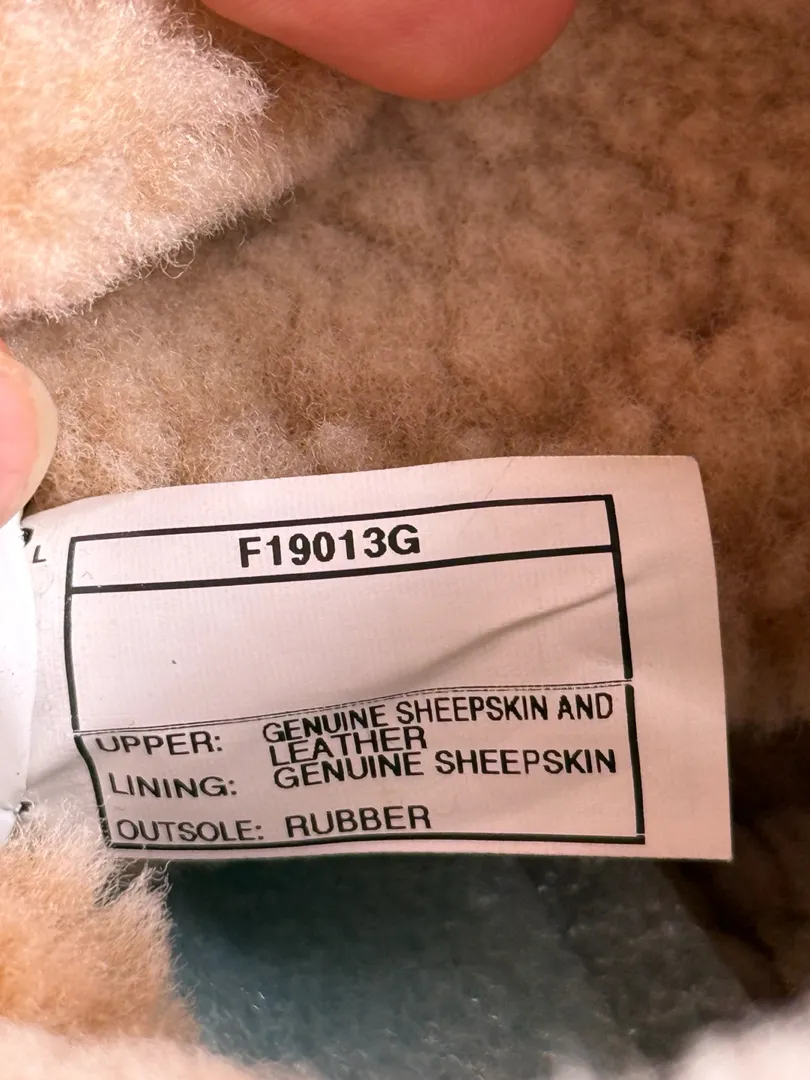 F19013G
UPPER: GENUINE SHEEPSKIN AND
LEATHER
LINING: GENUINE SHEEPSKIN
OUTSOLE: RUBBER